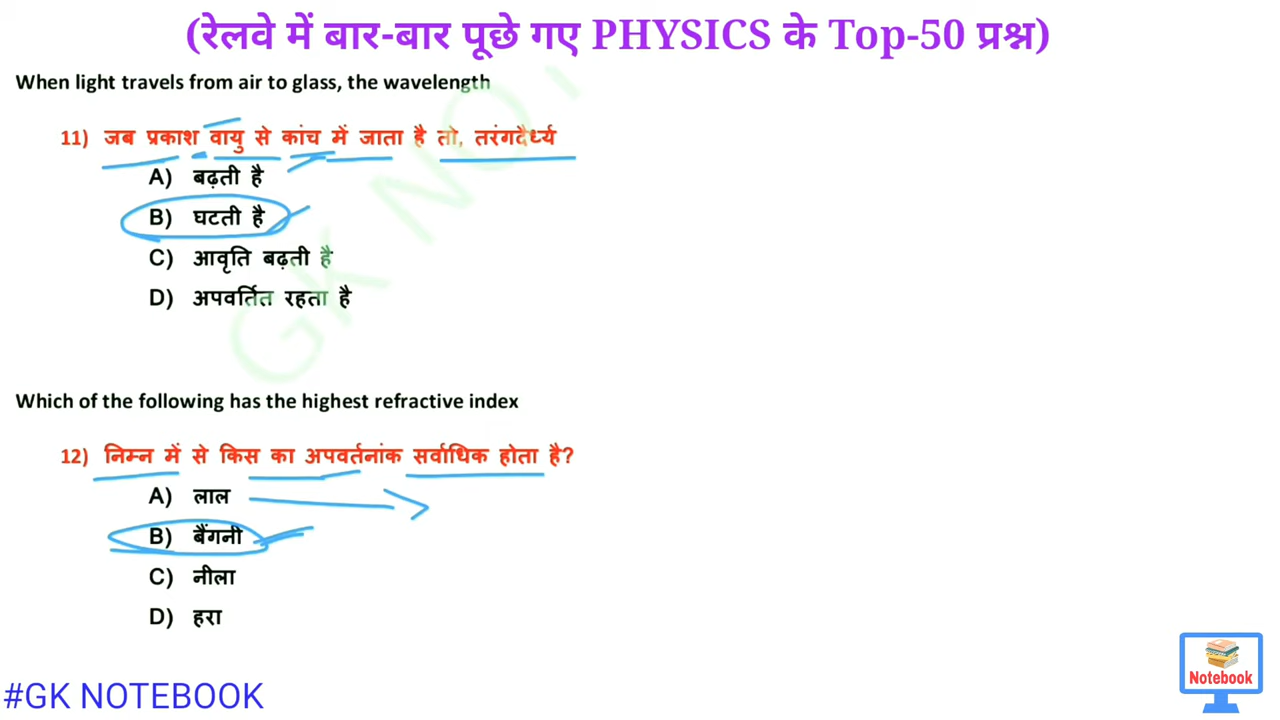 (रेलवे में बार-बार पूछे गए PHYSICS के Top-50 प्रश्न)
When light travels from air to glass, the wavelength
11) जब प्रकाश वायु से कांच में जाता है तो, तरंगदैर्ध्य
A) बढ़ती है
B) घटती है
C) आवृति बढ़ती है
D) अपवर्तित रहता है
Which of the following has the highest refractive index
12) निम्न में से किस का अपवर्तनांक सर्वाधिक होता है?
A) लाल
B) बैंगनी
C) नीला
D) हरा
#GK NOTEBOOK
Notebook